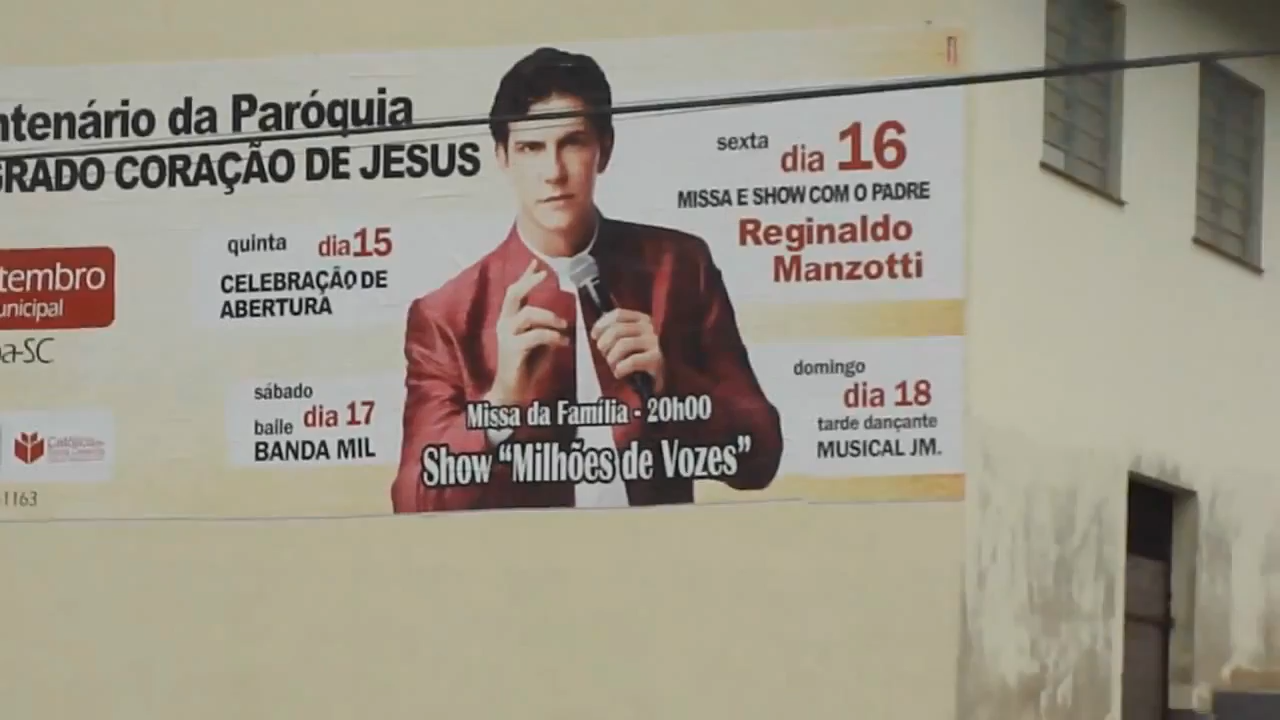 ntenário da Paróquia
GRADO CORAÇÃO DE JESUS
tembro
unicipal
a-SC
1163
quinta dia 15
CELEBRAÇÃO DE
ABERTURA
sábado
baile dia 17
BANDA MIL
Missa da Família - 20h00
Show “Milhões de Vozes”
sexta
dia 16
MISSA E SHOW COM O PADRE
Reginaldo
Manzotti
domingo
dia 18
tarde dançante
MUSICAL JM.